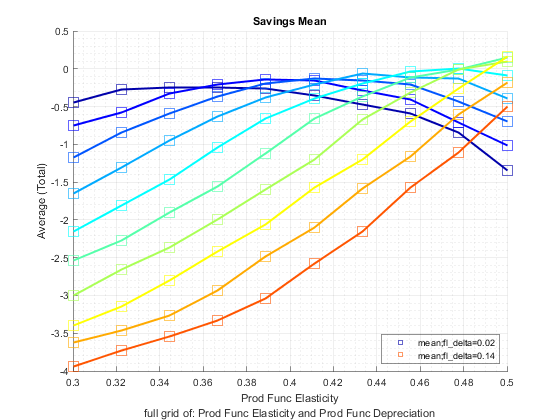 Savings Mean
0.5
0
-0.5
-1
-1.5
-2
-2.5
-3
-3.5
-4
Average (Total)
mean;fl_delta=0.02
mean;fl_delta=0.14
0.3 0.32 0.34 0.36 0.38 0.4 0.42 0.44 0.46 0.48 0.5
Prod Func Elasticity
full grid of: Prod Func Elasticity and Prod Func Depreciation